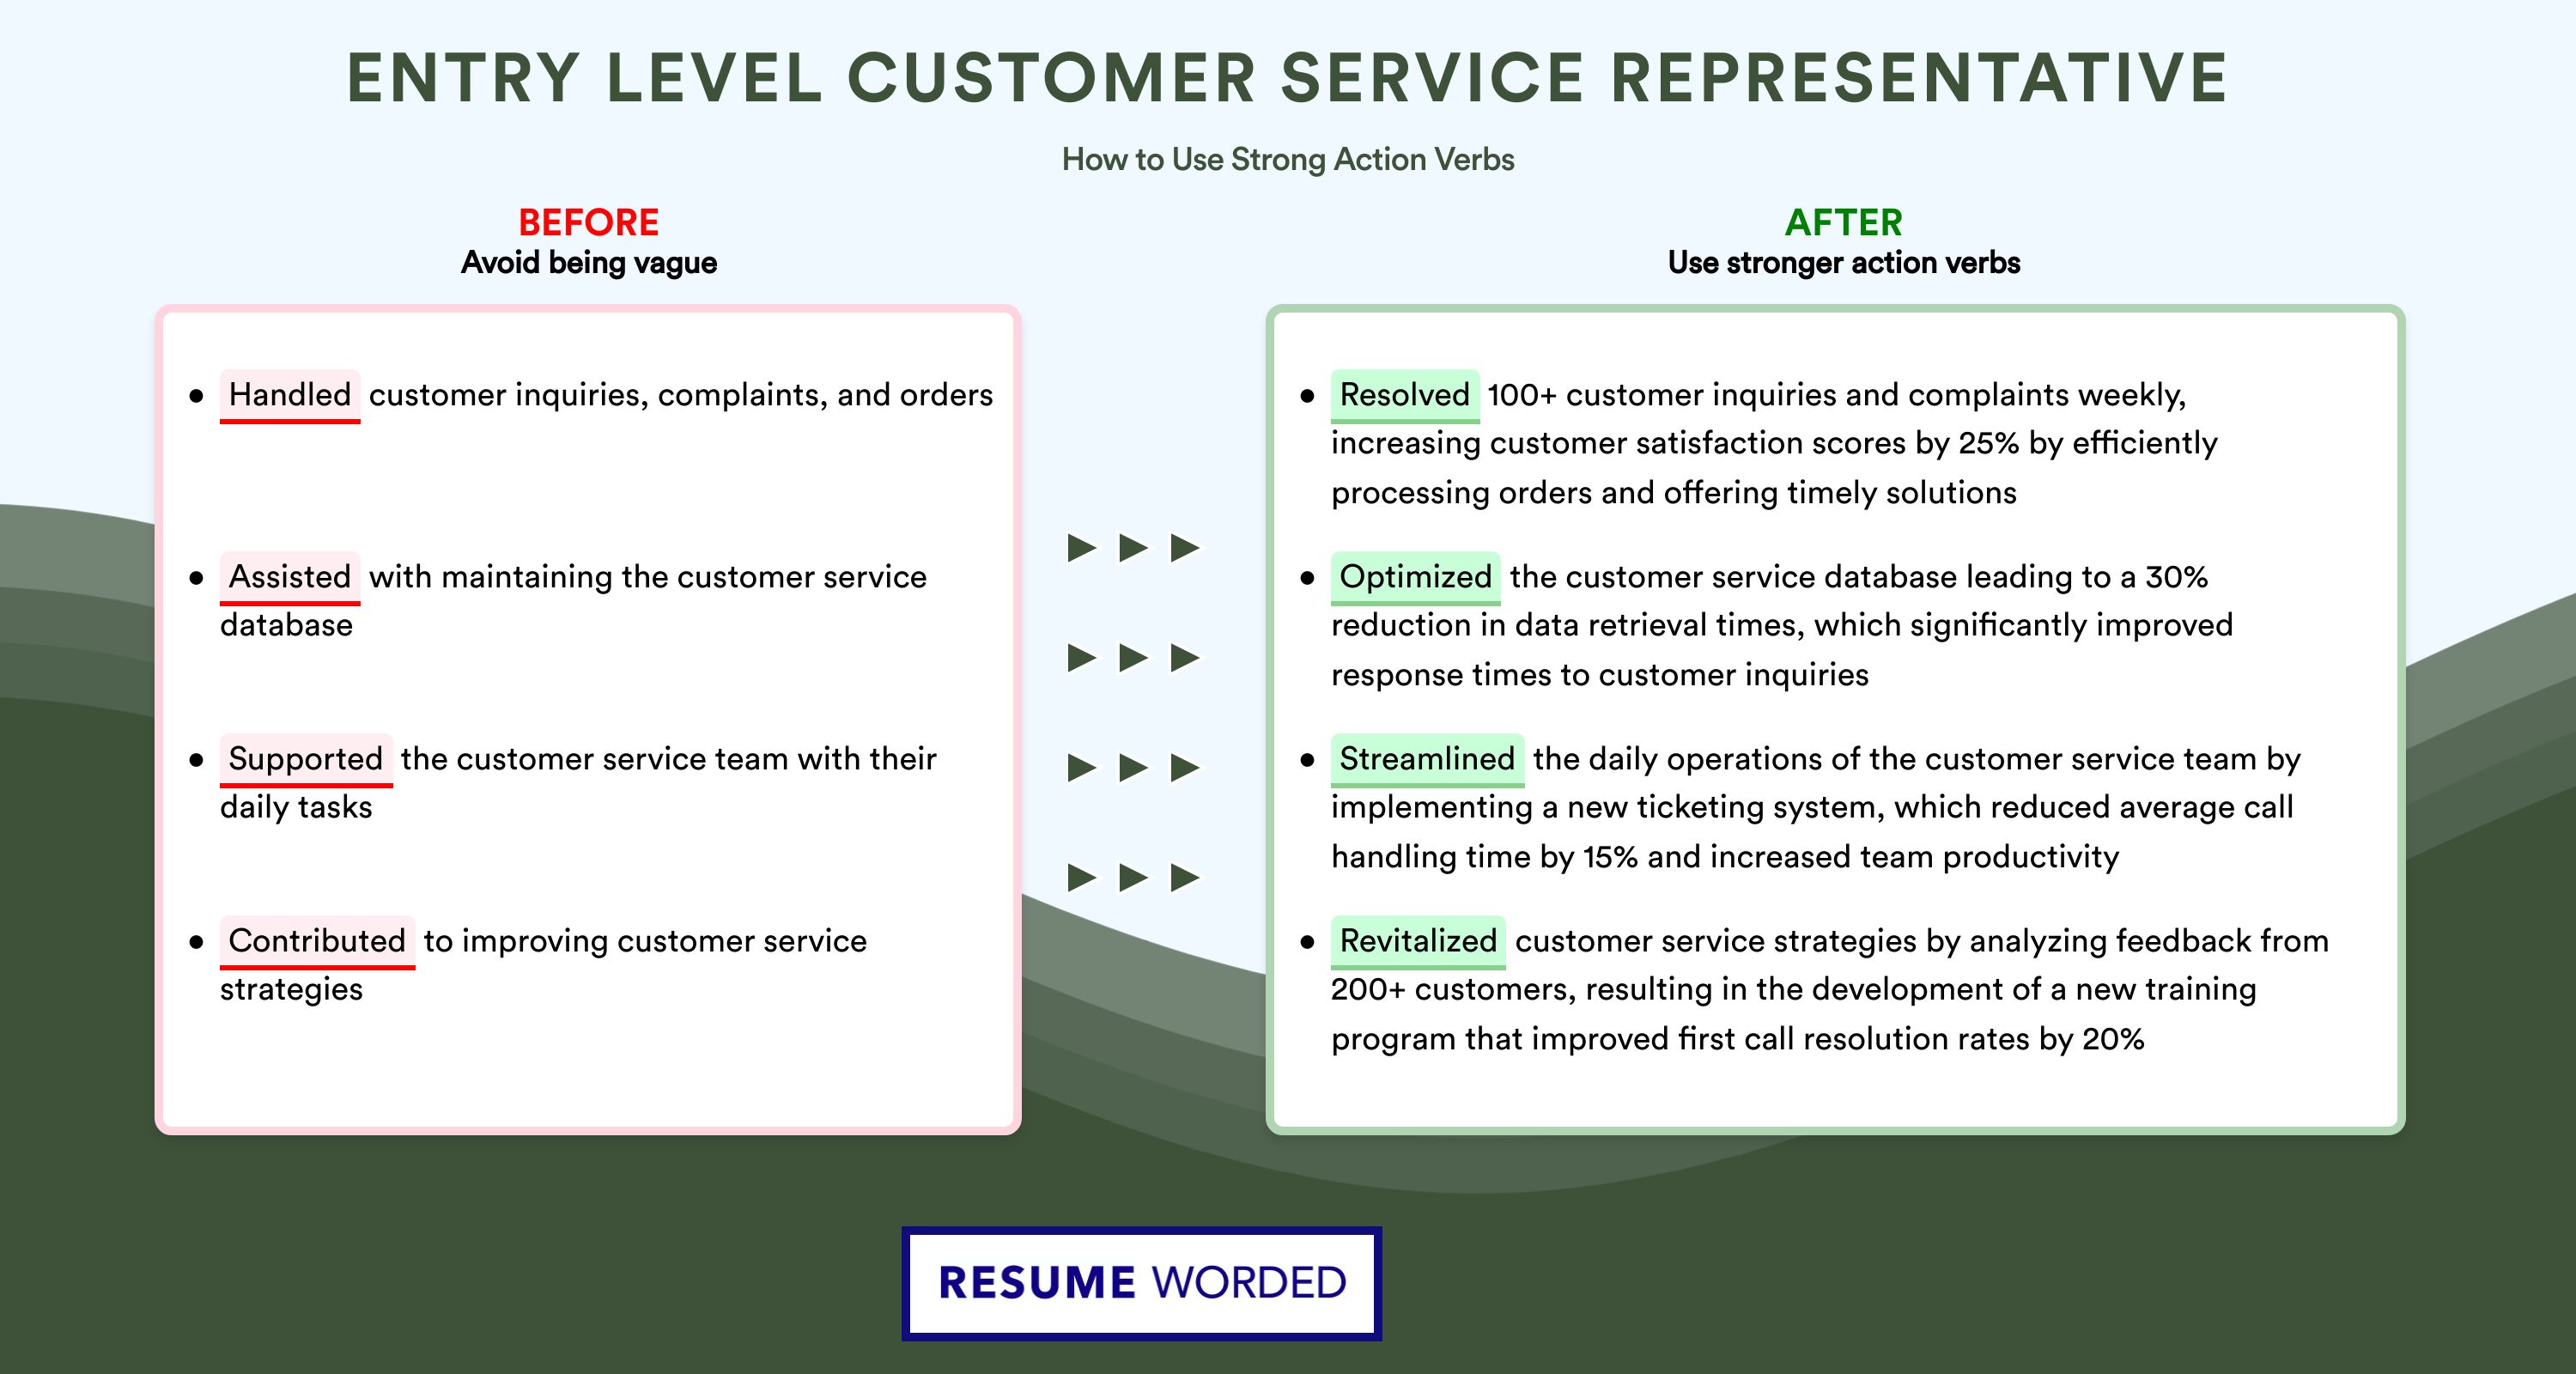 ENTRY LEVEL CUSTOMER SERVICE REPRESENTATIVE
How to Use Strong Action Verbs
BEFORE
Avoid being vague
• Handled customer inquiries, complaints, and orders
• Assisted with maintaining the customer service
database
• Supported the customer service team with their
daily tasks
• Contributed to improving customer service
strategies
AFTER
Use stronger action verbs
• Resolved 100+ customer inquiries and complaints weekly,
increasing customer satisfaction scores by 25% by efficiently
processing orders and offering timely solutions
• Optimized the customer service database leading to a 30%
reduction in data retrieval times, which significantly improved
response times to customer inquiries
• Streamlined the daily operations of the customer service team by
implementing a new ticketing system, which reduced average call
handling time by 15% and increased team productivity
• Revitalized customer service strategies by analyzing feedback from
200+ customers, resulting in the development of a new training
program that improved first call resolution rates by 20%
RESUME WORDED